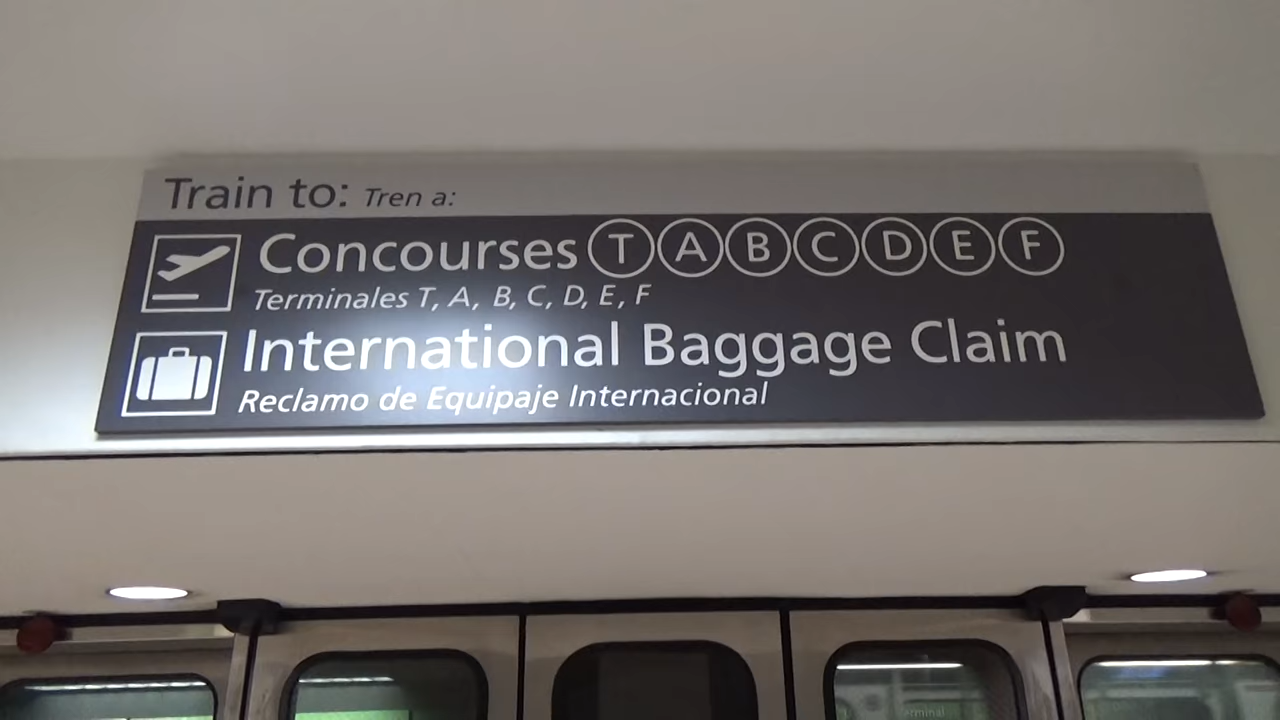 Train to: Tren a:
Concourses T A B C D E F
Terminales T, A, B, C, D, E, F
International Baggage Claim
Reclamo de Equipaje Internacional